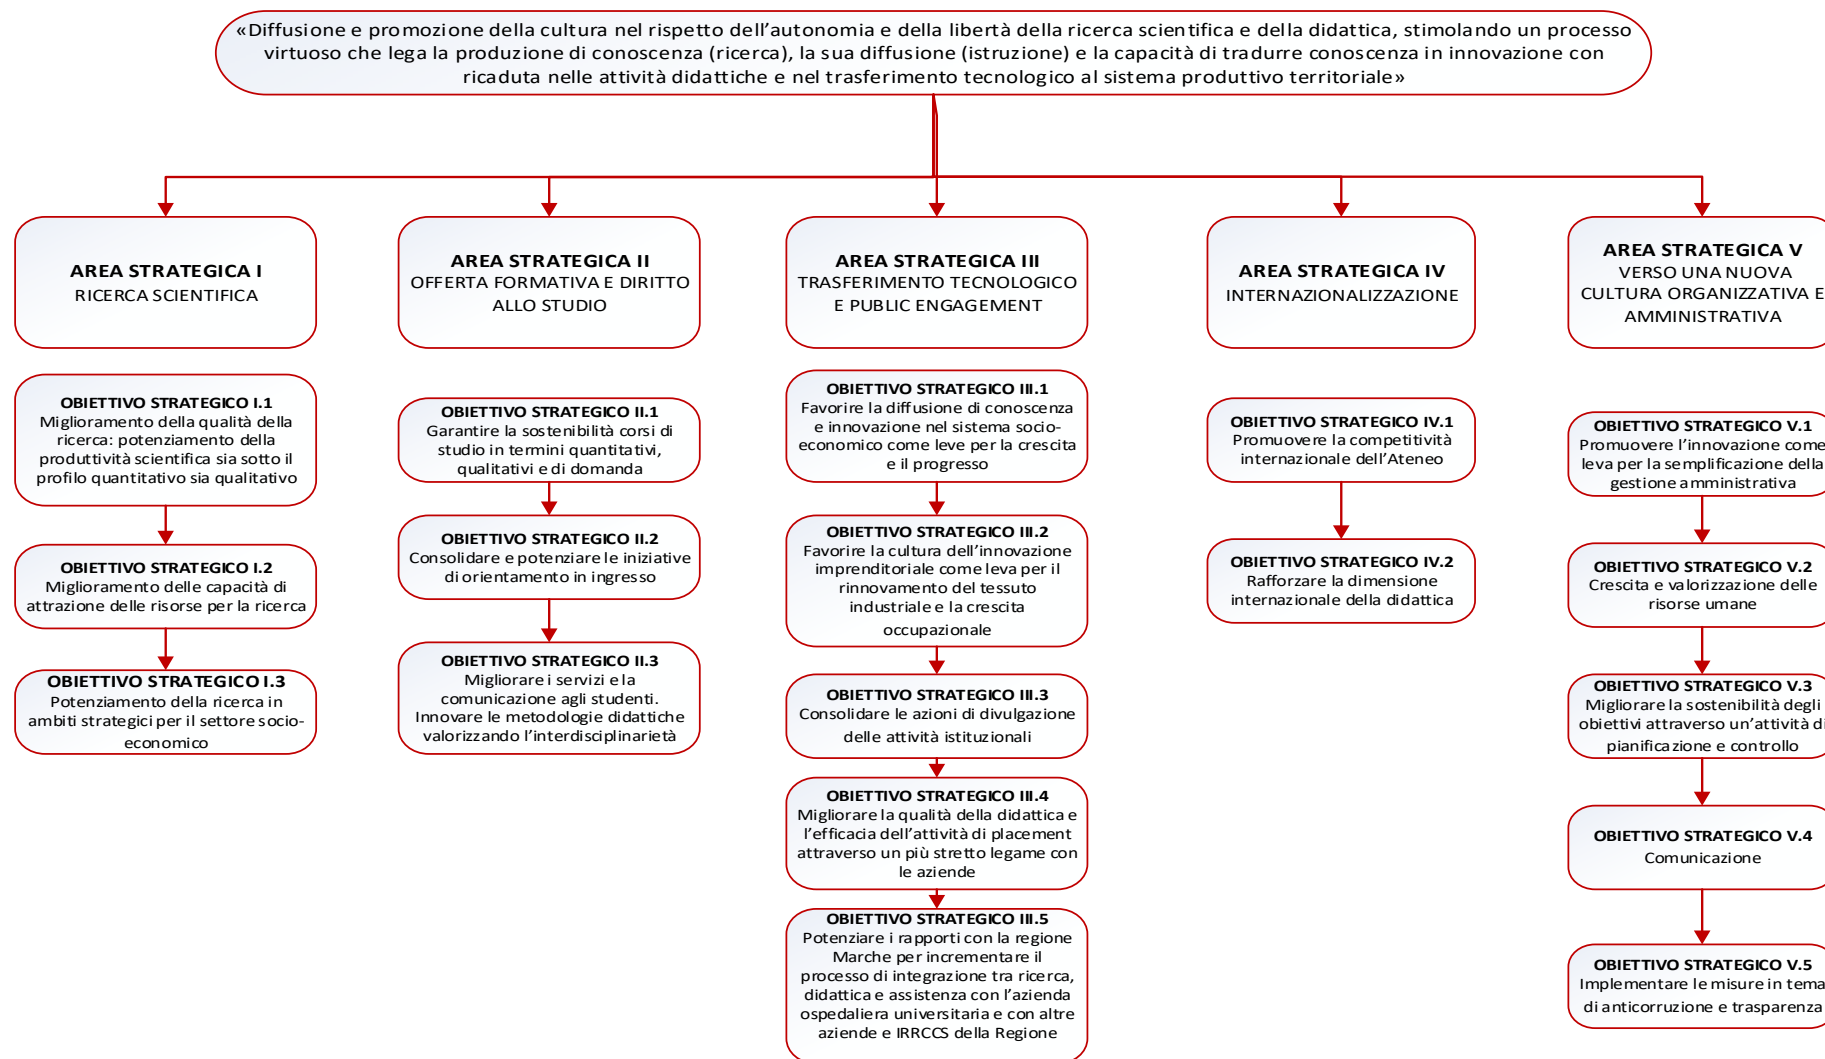 «Diffusione e promozione della cultura nel rispetto dell'autonomia e della libertà della ricerca scientifica e della didattica, stimolando un processo
virtuoso che lega la produzione di conoscenza (ricerca), la sua diffusione (istruzione) e la capacità di tradurre conoscenza in innovazione con
ricaduta nelle attività didattiche e nel trasferimento tecnologico al sistema produttivo territoriale»
AREA STRATEGICA I
RICERCA SCIENTIFICA
OBIETTIVO STRATEGICO I.1
Miglioramento della qualità della
ricerca: potenziamento della
produttività scientifica sia sotto il
profilo quantitativo sia qualitativo
OBIETTIVO STRATEGICO I.2
Miglioramento delle capacità di
attrazione delle risorse per la ricerca
OBIETTIVO STRATEGICO I.3
Potenziamento della ricerca in
ambiti strategici per il settore socio-
economico
AREA STRATEGICA II
OFFERTA FORMATIVA E DIRITTO
ALLO STUDIO
OBIETTIVO STRATEGICO II.1
Garantire la sostenibilità corsi di
studio in termini quantitativi,
qualitativi e di domanda
OBIETTIVO STRATEGICO II.2
Consolidare e potenziare le iniziative
di orientamento in ingresso
OBIETTIVO STRATEGICO II.3
Migliorare i servizi e la
comunicazione agli studenti.
Innovare le metodologie didattiche
valorizzando l'interdisciplinarietà
AREA STRATEGICA III
TRASFERIMENTO TECNOLOGICO
E PUBLIC ENGAGEMENT
OBIETTIVO STRATEGICO III.1
Favorire la diffusione di conoscenza
e innovazione nel sistema socio-
economico come leve per la crescita
e il progresso
OBIETTIVO STRATEGICO III.2
Favorire la cultura dell'innovazione
imprenditoriale come leva per il
rinnovamento del tessuto
industriale e la crescita
occupazionale
OBIETTIVO STRATEGICO III.3
Consolidare le azioni di divulgazione
delle attività istituzionali
OBIETTIVO STRATEGICO III.4
Migliorare la qualità della didattica e
l'efficacia dell'attività di placement
attraverso un più stretto legame con
le aziende
OBIETTIVO STRATEGICO III.5
Potenziare i rapporti con la regione
Marche per incrementare il
processo di integrazione tra ricerca,
didattica e assistenza con l'azienda
ospedaliera universitaria e con altre
aziende e IRRCCS della Regione
AREA STRATEGICA IV
INTERNAZIONALIZZAZIONE
OBIETTIVO STRATEGICO IV.1
Promuovere la competitività
internazionale dell'Ateneo
OBIETTIVO STRATEGICO IV.2
Rafforzare la dimensione
internazionale della didattica
AREA STRATEGICA V
VERSO UNA NUOVA
CULTURA ORGANIZZATIVA E
AMMINISTRATIVA
OBIETTIVO STRATEGICO V.1
Promuovere l'innovazione come
leva per la semplificazione della
gestione amministrativa
OBIETTIVO STRATEGICO V.2
Crescita e valorizzazione delle
risorse umane
OBIETTIVO STRATEGICO V.3
Migliorare la sostenibilità degli
obiettivi attraverso un'attività di
pianificazione e controllo
OBIETTIVO STRATEGICO V.4
Comunicazione
OBIETTIVO STRATEGICO V.5
Implementare le misure in tema
di anticorruzione e trasparenza